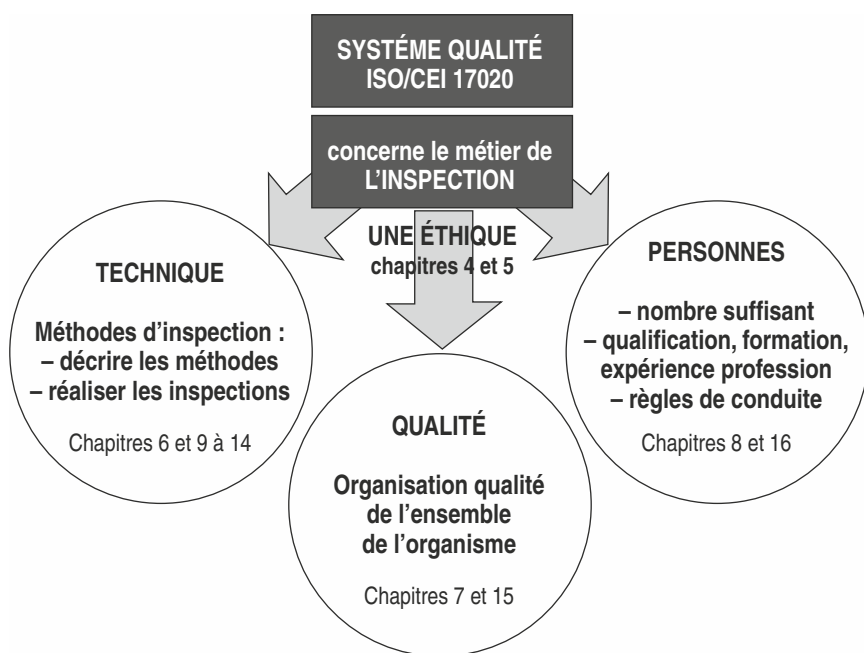 SYSTÉME QUALITÉ
ISO/CEI 17020
concerne le métier de
L'INSPECTION
UNE ÉTHIQUE
chapitres 4 et 5
TECHNIQUE
Méthodes d'inspection :
– décrire les méthodes
– réaliser les inspections
Chapitres 6 et 9 à 14
QUALITÉ
Organisation qualité
de l'ensemble
de l'organisme
Chapitres 7 et 15
PERSONNES
– nombre suffisant
– qualification, formation,
expérience profession
– règles de conduite
Chapitres 8 et 16